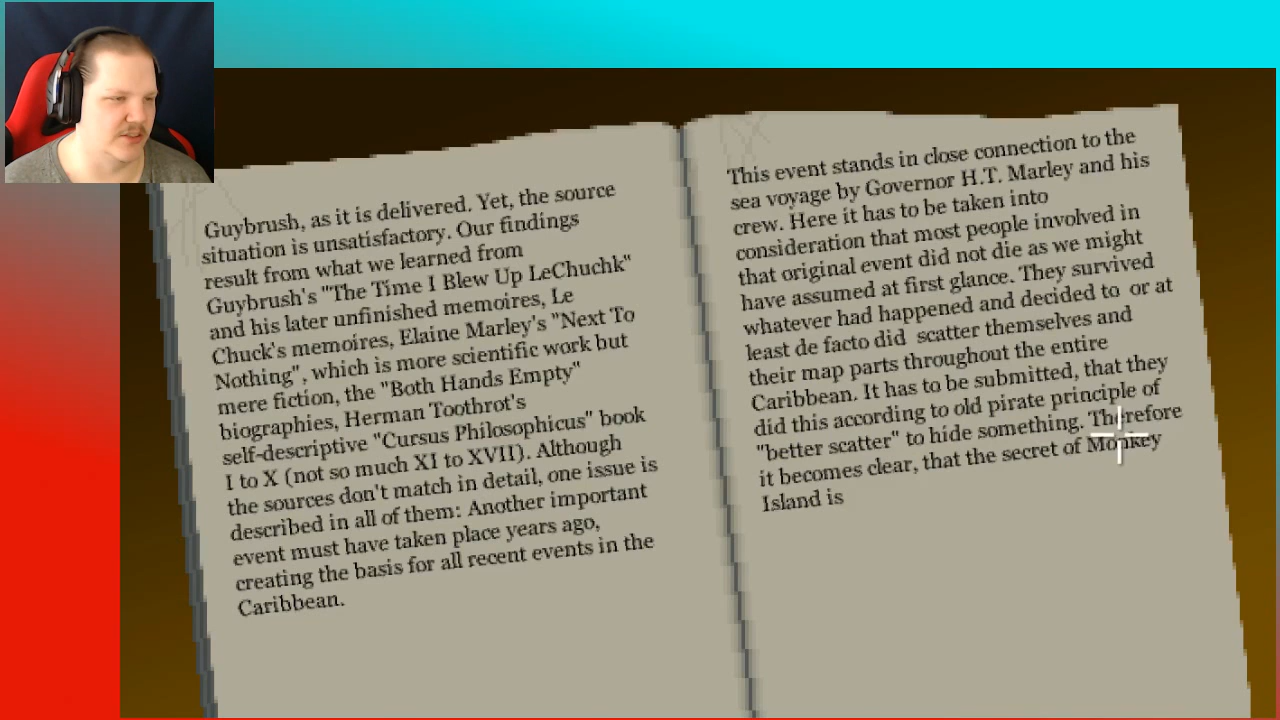 Guybrush, as it is delivered. Yet, the source
situation is unsatisfactory. Our findings
result from what we learned from
Guybrush's "The Time I Blew Up LeChuchk"
and his later unfinished memoires, Le
Chuck's memoires, Elaine Marley's "Next To
Nothing", which is more scientific work but
mere fiction, the "Both Hands Empty"
biographies, Herman Toothrot's
self-descriptive "Cursus Philosophicus" book
I to X (not so much XI to XVII). Although
the sources don't match in detail, one issue is
described in all of them: Another important
event must have taken place years ago,
creating the basis for all recent events in the
Caribbean.
This event stands in close connection to the
sea voyage by Governor H.T. Marley and his
crew. Here it has to be taken into
consideration that most people involved in
that original event did not die as we might
have assumed at first glance. They survived
whatever had happened and decided to  or at
least de facto did  scatter themselves and
their map parts throughout the entire
Caribbean. It has to be submitted, that they
did this according to old pirate principle of
"better scatter" to hide something. Therefore
it becomes clear, that the secret of Monkey
Island is